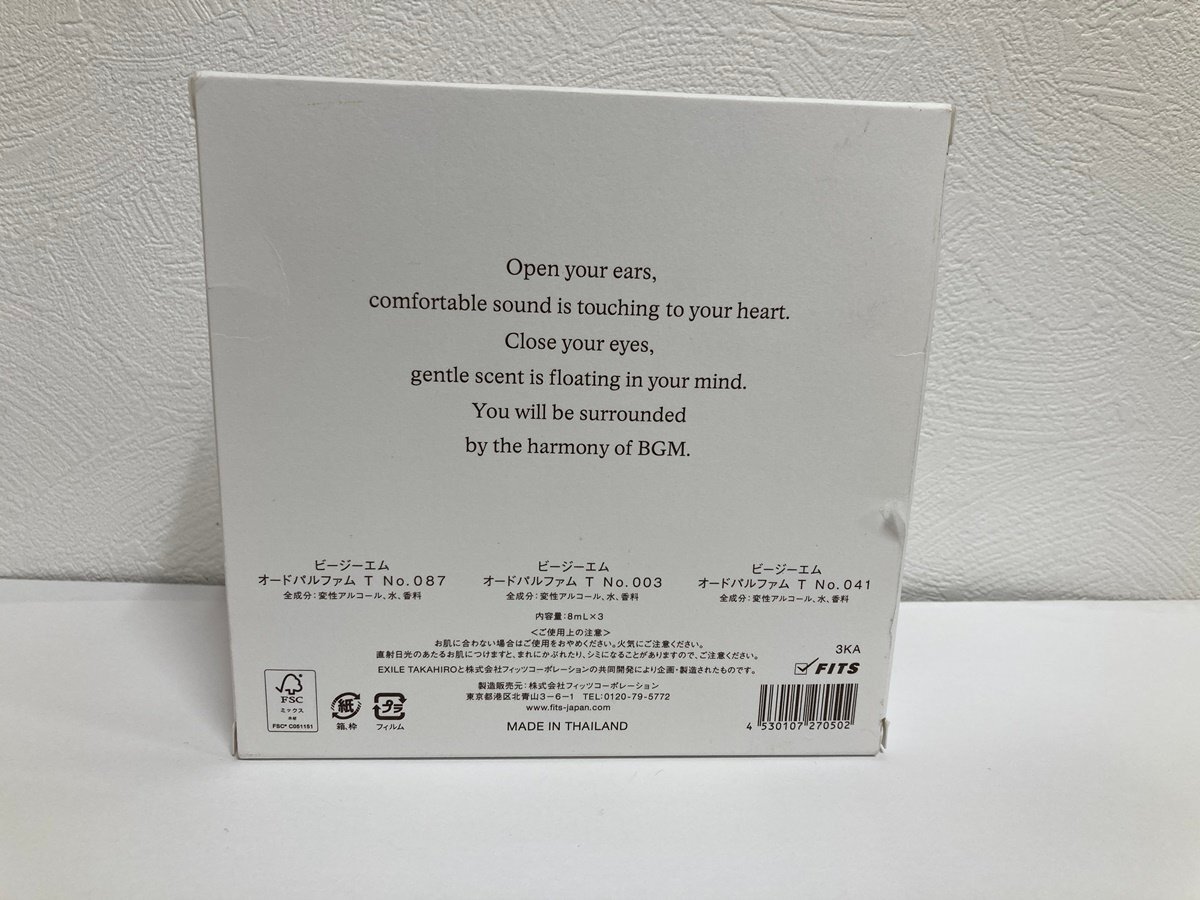 Open your ears,
comfortable sound is touching to your heart.
Close your eyes,
gentle scent is floating in your mind.
You will be surrounded
by the harmony of BGM.
ビージーエム
オードパルファム T No.087
全成分：変性アルコール、水、香料
ビージーエム
オードパルファム T No.003
全成分：変性アルコール、水、香料
ビージーエム
オードパルファム T No.041
全成分：変性アルコール、水、香料
内容量：8mL×3
＜ご使用上の注意＞
お肌に合わない場合はご使用をおやめください。火気にご注意ください。
直射日光のあたるお肌につけますと、まれにかぶれたり、シミになることがありますので、ご注意ください。
EXILE TAKAHIROと株式会社フィッツコーポレーションの共同開発により企画・製造されたものです。
製造販売元：株式会社フィッツコーポレーション
東京都港区北青山3-6-1 TEL:0120-79-5772
www.fits-japan.com
MADE IN THAILAND
FSC
ミックス
FSC® C051151
紙
箱、枠
プラ
フィルム
3KA
FITS
4 530107 270502